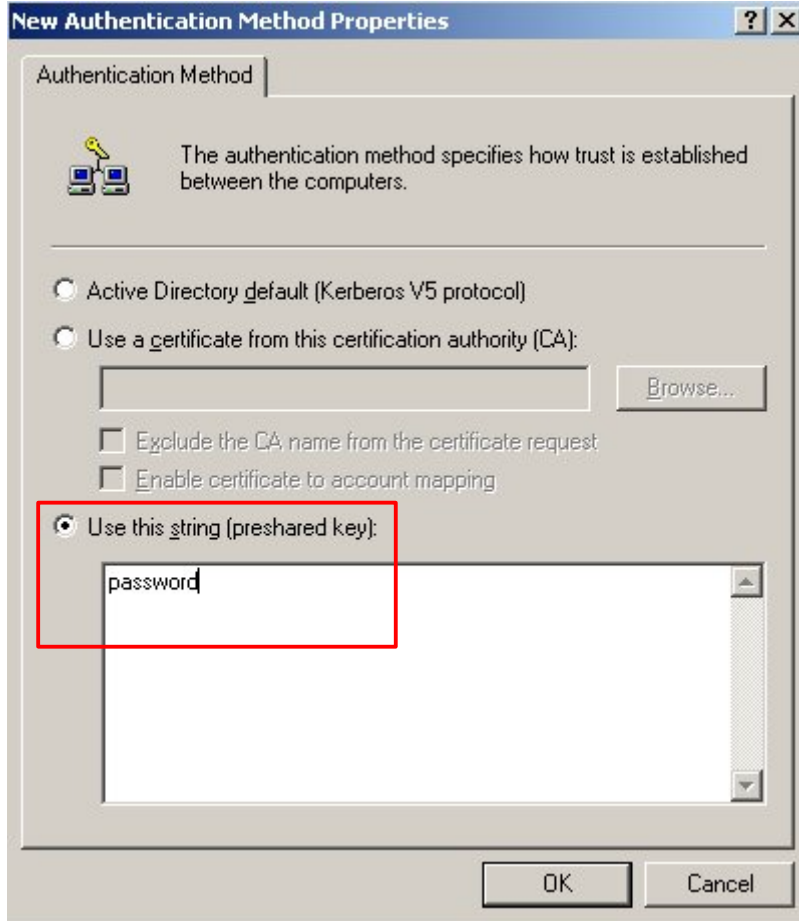 New Authentication Method Properties
Authentication Method
The authentication method specifies how trust is established
between the computers.
Active Directory default (Kerberos V5 protocol)
Use a certificate from this certification authority (CA):
Browse...
Exclude the CA name from the certificate request
Enable certificate to account mapping
Use this string (preshared key):
password
OK
Cancel